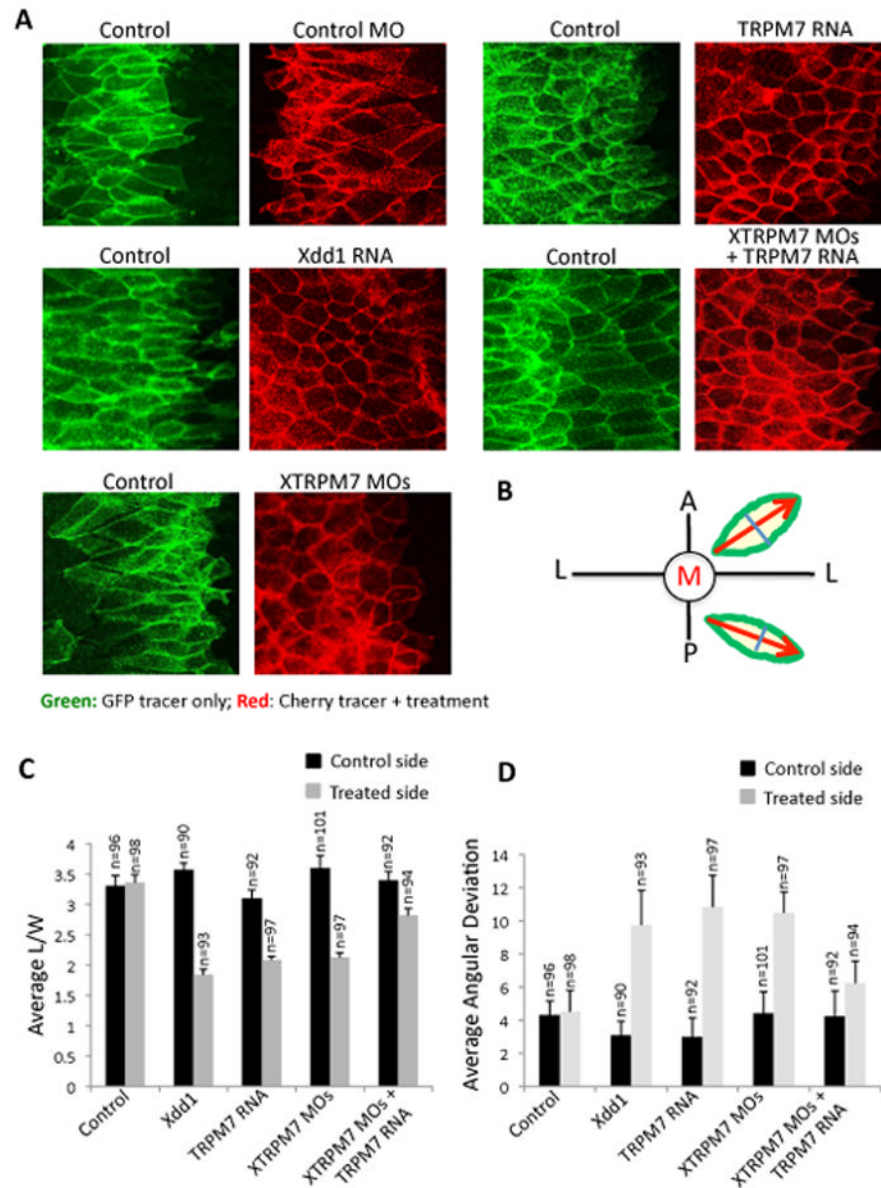 A
Control
Control MO
Control
TRPM7 RNA
Control
Xdd1 RNA
Control
XTRPM7 MOs
+ TRPM7 RNA
Control
XTRPM7 MOs
B
A
L
M
L
P
Green: GFP tracer only; Red: Cherry tracer + treatment
C
Control side
Treated side
Average L/W
4
3.5
3
2.5
2
1.5
1
0.5
0
n=96
n=98
n=90
n=93
n=92
n=97
n=101
n=97
n=92
n=94
Control
Xdd1
TRPM7 RNA
XTRPM7 MOs
XTRPM7 MOs +
TRPM7 RNA
D
Control side
Treated side
Average Angular Deviation
14
12
10
8
6
4
2
0
n=96
n=98
n=90
n=93
n=92
n=97
n=101
n=97
n=92
n=94
Control
Xdd1
TRPM7 RNA
XTRPM7 MOs
XTRPM7 MOs +
TRPM7 RNA